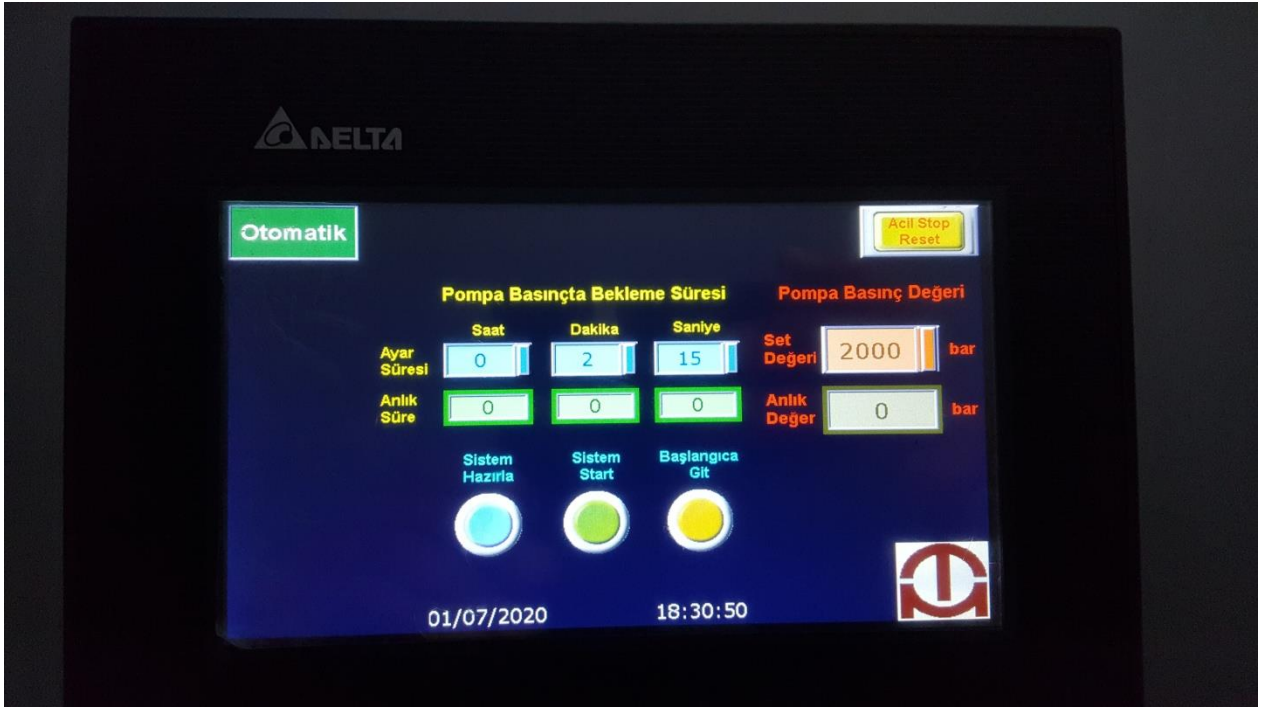 DELTA
Otomatik
Acil Stop
Reset
Pompa Basınçta Bekleme Süresi
Pompa Basınç Değeri
Saat
Dakika
Saniye
Ayar
Süresi
0
2
15
Set
Değeri
2000
bar
Anlık
Süre
0
0
0
Anlık
Değer
0
bar
Sistem
Hazırla
Sistem
Start
Başlangıca
Git
01/07/2020
18:30:50